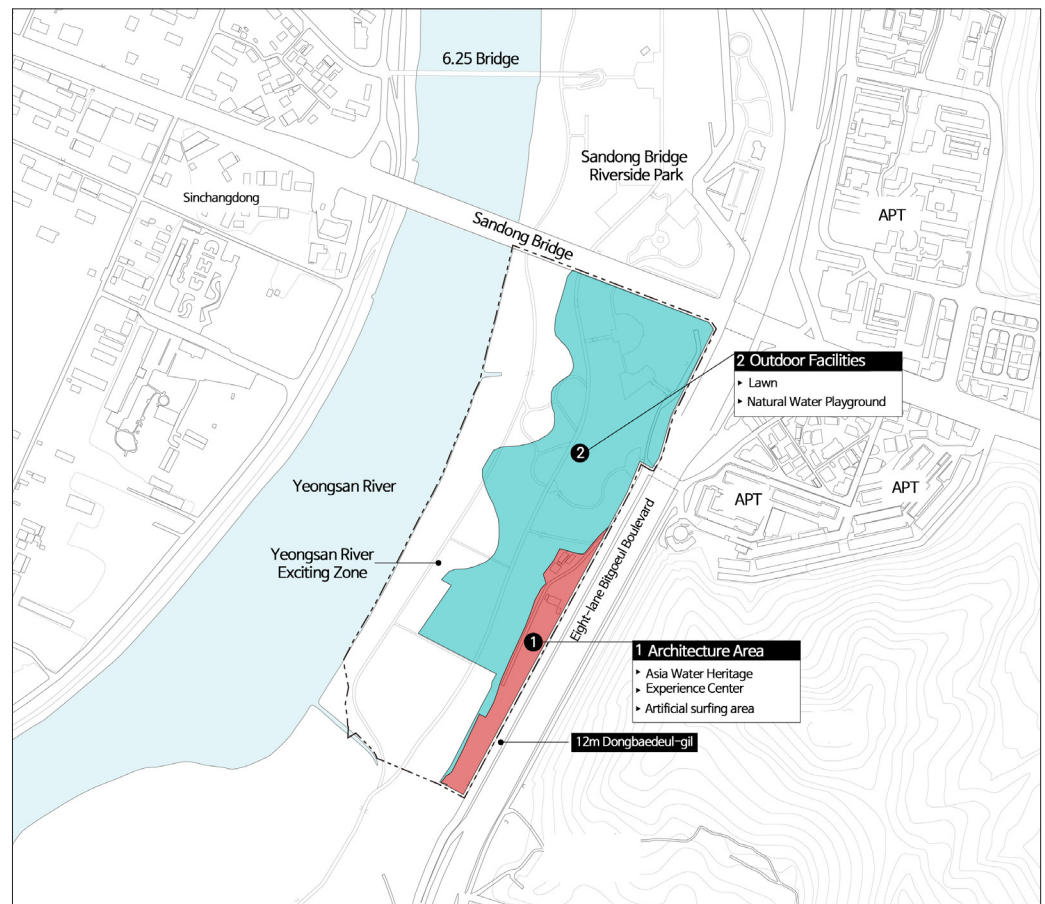 6.25 Bridge
Sandong Bridge
Riverside Park
Sinchangdong
APT
Sandong Bridge
2 Outdoor Facilities
▸ Lawn
▸ Natural Water Playground
2
Yeongsan River
APT
APT
Yeongsan River
Exciting Zone
Eight-lane Bitgoeul Boulevard
1
1 Architecture Area
▸ Asia Water Heritage
▸ Experience Center
▸ Artificial surfing area
12m Dongbaedeul-gil